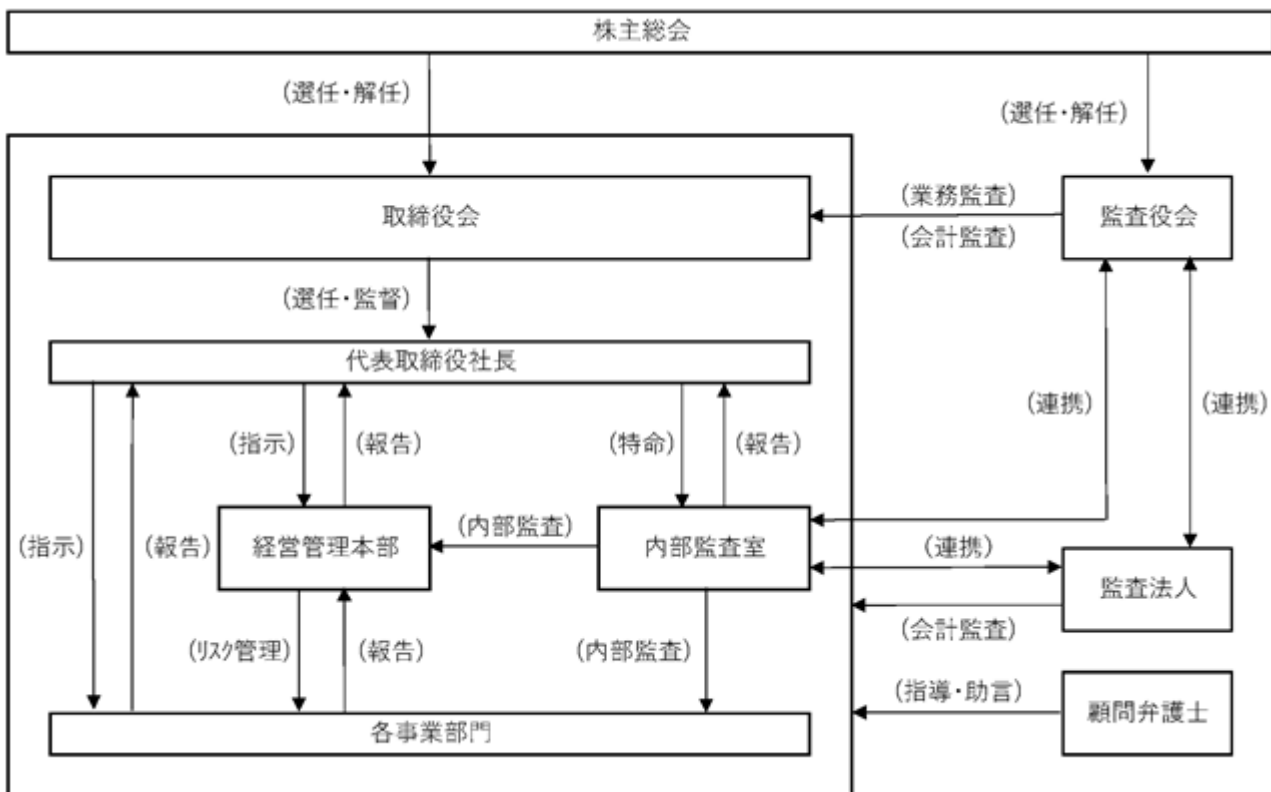 株主総会
(選任・解任)
(選任・解任)
取締役会
(業務監査)
(会計監査)
監査役会
(選任・監督)
代表取締役社長
(指示)
(報告)
(特命)
(報告)
(連携)
(連携)
(指示)
(報告)
経営管理本部
(内部監査)
内部監査室
(連携)
監査法人
(会計監査)
(リスク管理)
(報告)
(内部監査)
(指導・助言)
顧問弁護士
各事業部門